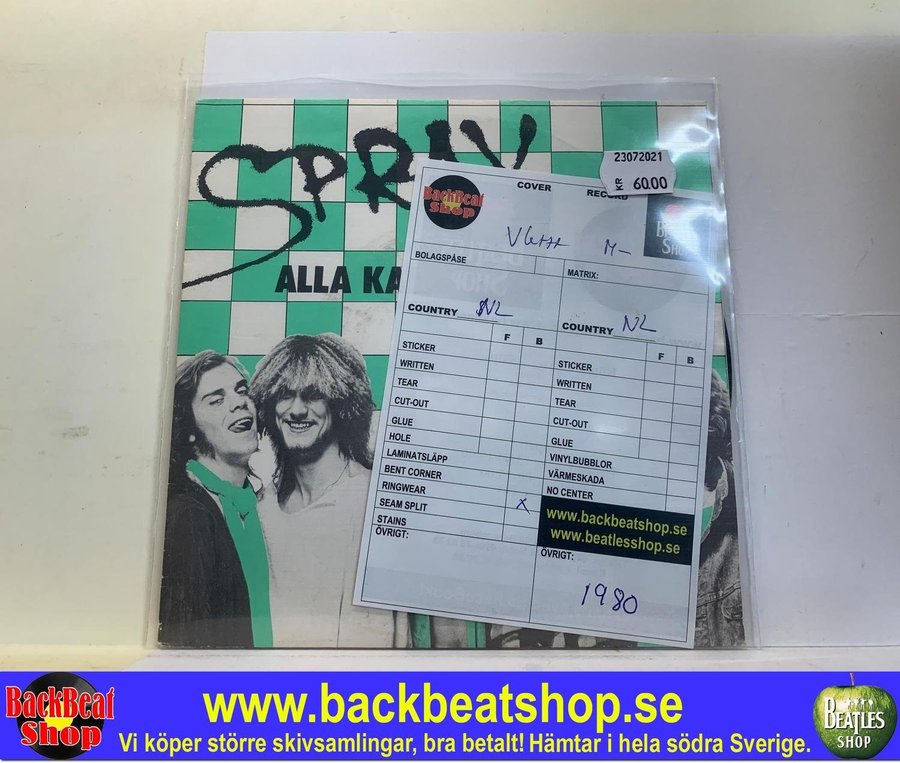 SPRAY
ALLA KA
23072021
KR 60.00
BackBeat
Shop
COVER
RECORD
M-
BOLAGSPÅSE
MATRIX:
COUNTRY NL
COUNTRY NL
F B
F B
STICKER
WRITTEN
TEAR
CUT-OUT
GLUE
HOLE
LAMINATSLÄPP
BENT CORNER
RINGWEAR
SEAM SPLIT X
STAINS
ÖVRIGT:
STICKER
WRITTEN
TEAR
CUT-OUT
GLUE
VINYLBUBBLOR
VÄRMESKADA
NO CENTER
www.backbeatshop.se
www.beatlesshop.se
ÖVRIGT:
1980
BackBeat
Shop
www.backbeatshop.se
Vi köper större skivsamlingar, bra betalt! Hämtar i hela södra Sverige.
BEATLES
SHOP